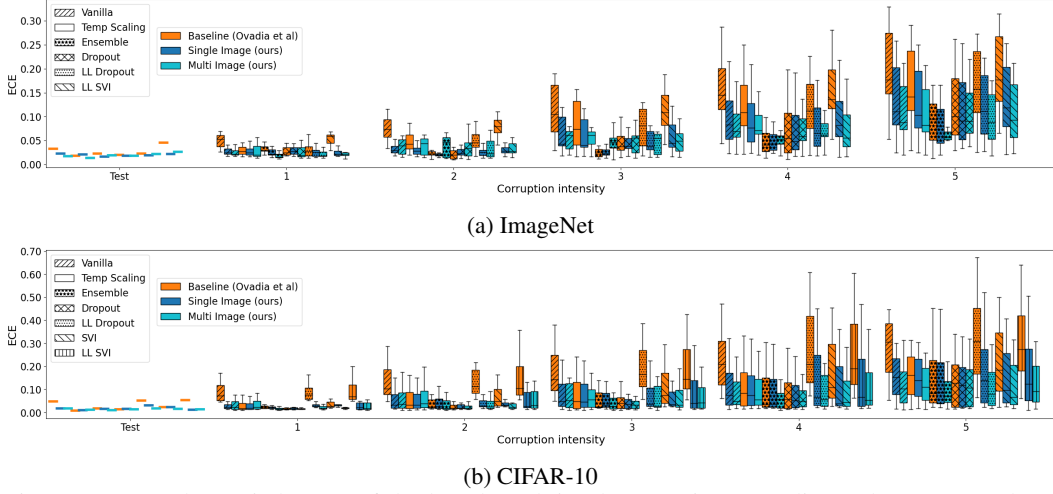 0.30
0.25
0.20
0.15
0.10
0.05
0.00
ECE
Vanilla
Temp Scaling
Ensemble
Dropout
LL Dropout
LL SVI
Baseline (Ovadia et al)
Single Image (ours)
Multi Image (ours)
Test 1 2 3 4 5
Corruption intensity
(a) ImageNet
0.70
0.60
0.50
0.40
0.30
0.20
0.10
0.00
ECE
Vanilla
Temp Scaling
Ensemble
Dropout
LL Dropout
SVI
LL SVI
Baseline (Ovadia et al)
Single Image (ours)
Multi Image (ours)
Test 1 2 3 4 5
Corruption intensity
(b) CIFAR-10